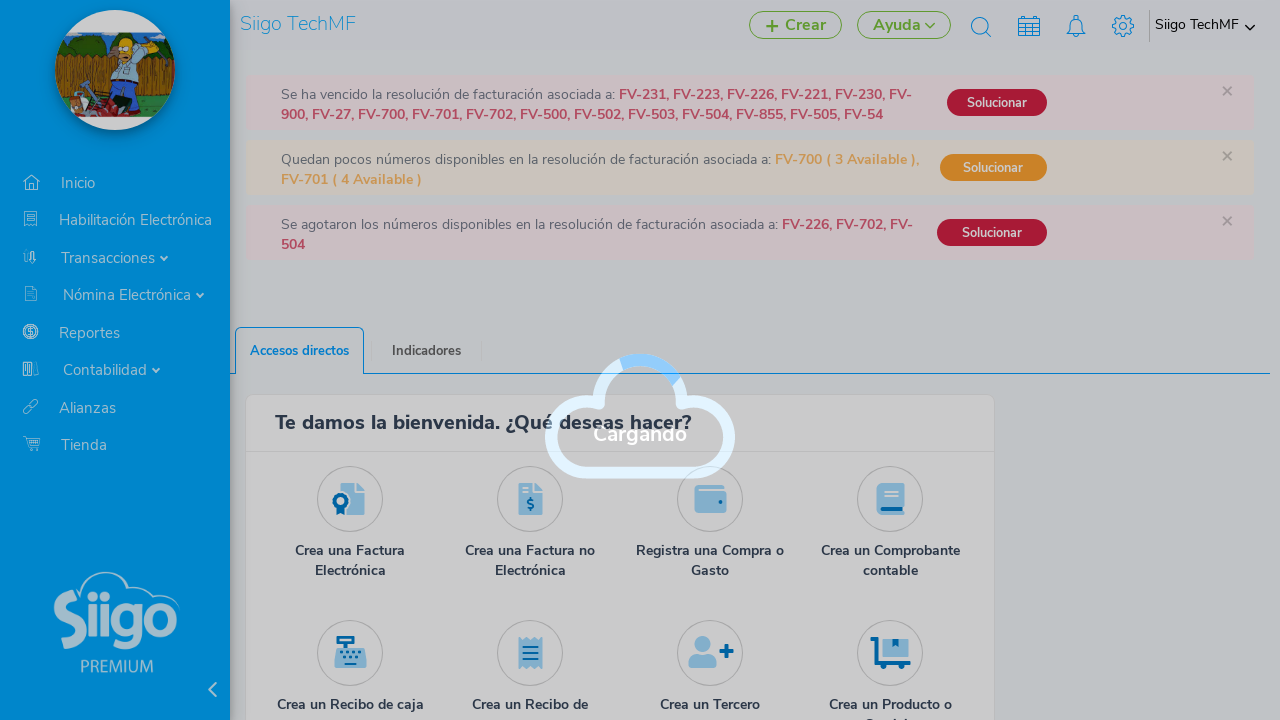 Siigo TechMF
Crear
Ayuda
Siigo TechMF
Se ha vencido la resolución de facturación asociada a: FV-231, FV-223, FV-226, FV-221, FV-230, FV-
900, FV-27, FV-700, FV-701, FV-702, FV-500, FV-502, FV-503, FV-504, FV-855, FV-505, FV-54
Solucionar
×
Quedan pocos números disponibles en la resolución de facturación asociada a: FV-700 ( 3 Available ),
FV-701 ( 4 Available )
Solucionar
×
Se agotaron los números disponibles en la resolución de facturación asociada a: FV-226, FV-702, FV-
504
Solucionar
×
Inicio
Habilitación Electrónica
Transacciones
Nómina Electrónica
Reportes
Contabilidad
Alianzas
Tienda
Siigo
PREMIUM
Accesos directos
Indicadores
Te damos la bienvenida. ¿Qué deseas hacer?
Cargando
Crea una Factura
Electrónica
Crea una Factura no
Electrónica
Registra una Compra o
Gasto
Crea un Comprobante
contable
Crea un Recibo de caja
Crea un Recibo de
Crea un Tercero
Crea un Producto o